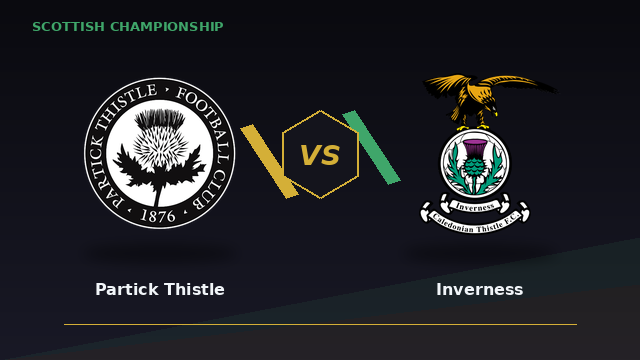 SCOTTISH CHAMPIONSHIP
PARTICK THISTLE · FOOTBALL CLUB ·
· 1876 ·
VS
Inverness
Caledonian Thistle F.C.
Partick Thistle
Inverness